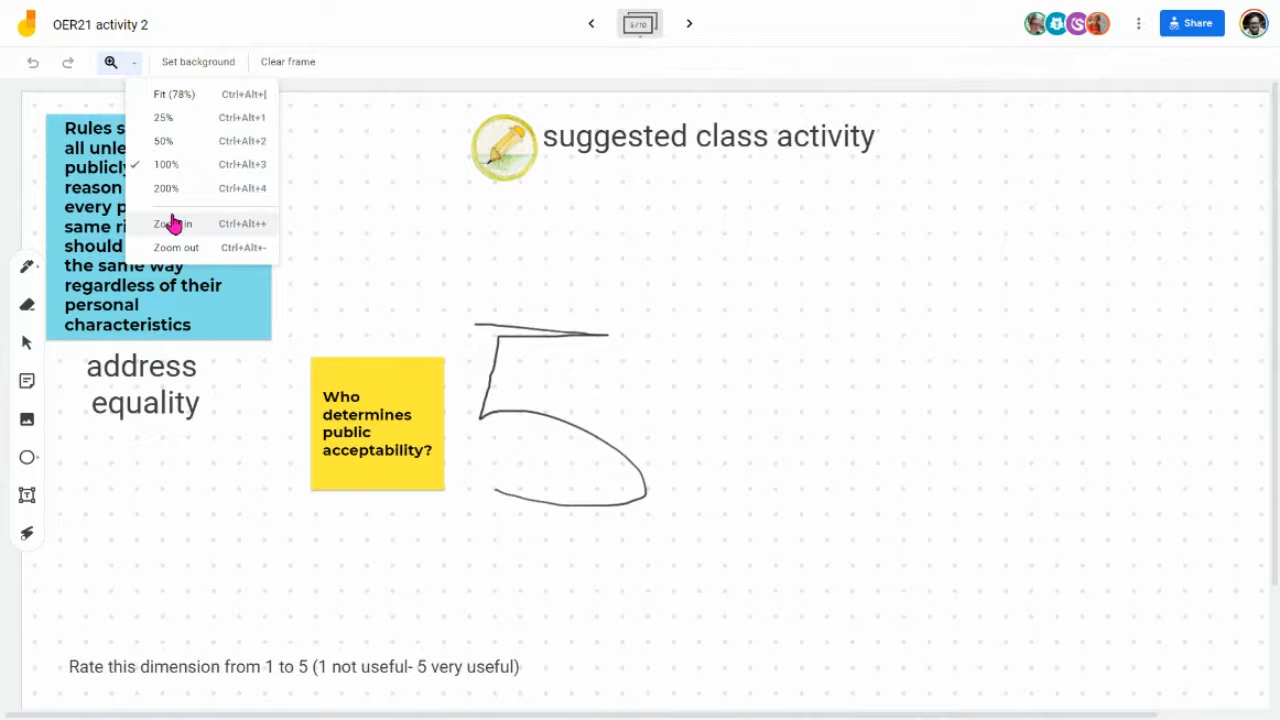 OER21 activity 2
5/10
Share
Set background
Clear frame
Fit (78%) Ctrl+Alt+[
25% Ctrl+Alt+1
50% Ctrl+Alt+2
100% Ctrl+Alt+3
200% Ctrl+Alt+4
in Ctrl+Alt++
Zoom out Ctrl+Alt+-
Rules
all
reason
every
same
should
the same way
regardless of their
personal
characteristics
address
equality
suggested class activity
Who
determines
public
acceptability?
5
Rate this dimension from 1 to 5 (1 not useful- 5 very useful)